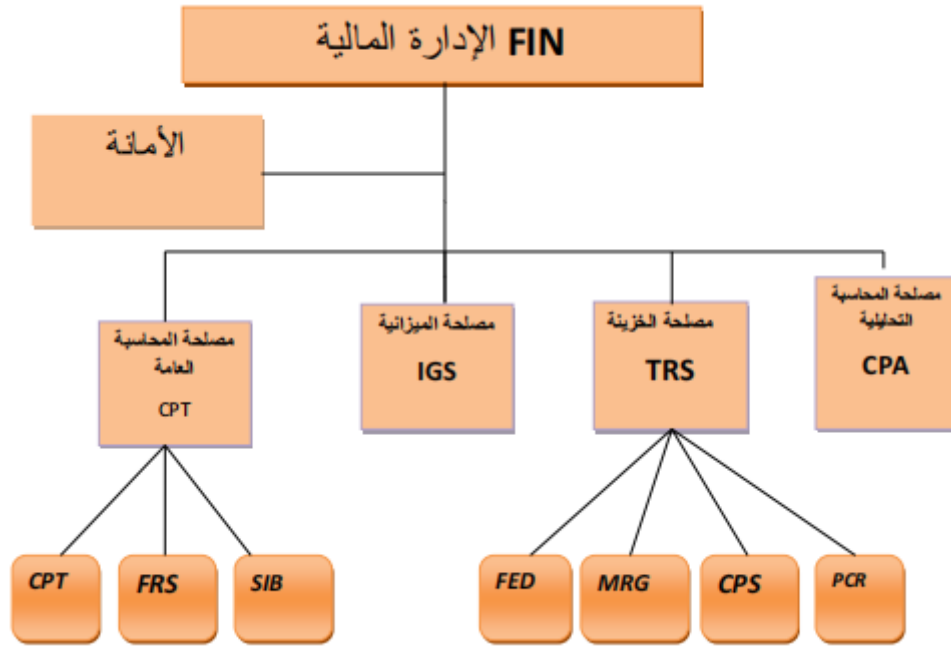 الإدارة المالية FIN
الأمانة
مصلحة المحاسبة
العامة
CPT
مصلحة الميزانية
IGS
مصلحة الخزينة
TRS
مصلحة المحاسبة
التحليلية
CPA
CPT
FRS
SIB
FED
MRG
CPS
PCR